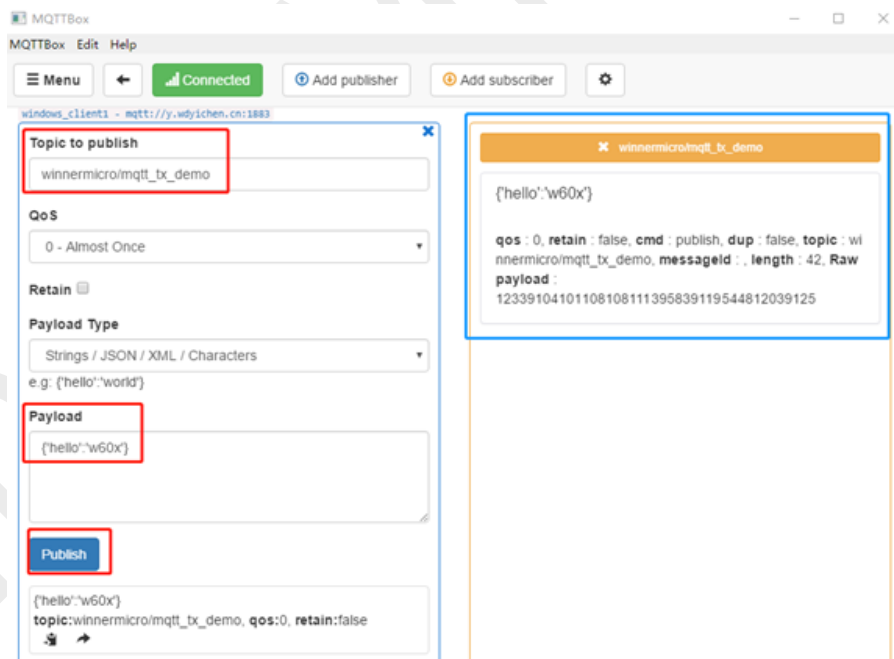 MQTTBox
MQTTBox Edit Help
Menu
Connected
Add publisher
Add subscriber
windows_client1 - mqtt://y.wdyichen.cn:1883
Topic to publish
winnermicro/mqtt_tx_demo
QoS
0 - Almost Once
Retain
Payload Type
Strings / JSON / XML / Characters
e.g: {'hello':'world'}
Payload
{'hello':'w60x'}
Publish
{'hello':'w60x'}
topic:winnermicro/mqtt_tx_demo, qos:0, retain:false
winnermicro/mqtt_tx_demo
{'hello':'w60x'}
qos : 0, retain : false, cmd : publish, dup : false, topic : wi
nnermicro/mqtt_tx_demo, messageId : , length : 42, Raw
payload :
12339104101108108111395839119544812039125